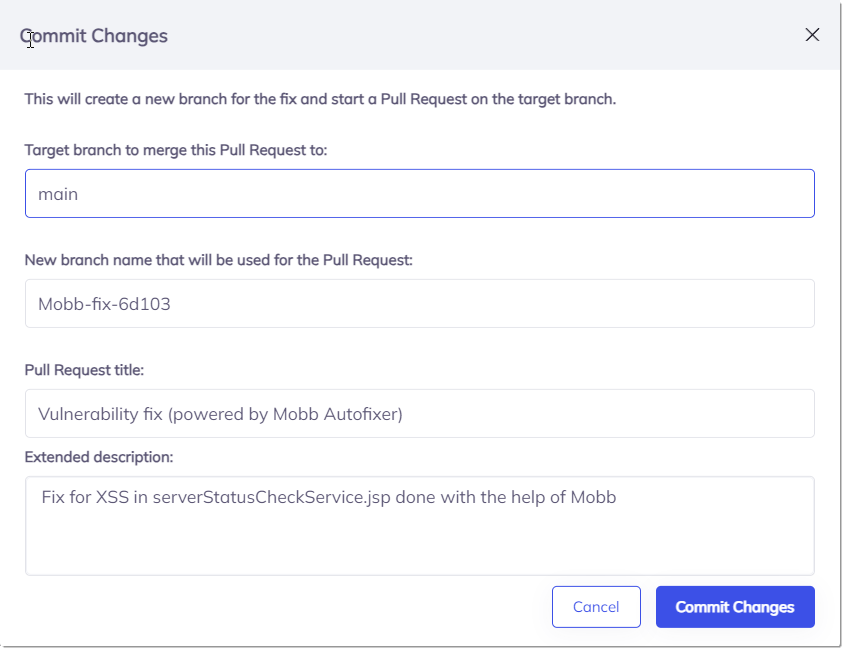 Commit Changes
This will create a new branch for the fix and start a Pull Request on the target branch.
Target branch to merge this Pull Request to:
main
New branch name that will be used for the Pull Request:
Mobb-fix-6d103
Pull Request title:
Vulnerability fix (powered by Mobb Autofixer)
Extended description:
Fix for XSS in serverStatusCheckService.jsp done with the help of Mobb
Cancel
Commit Changes